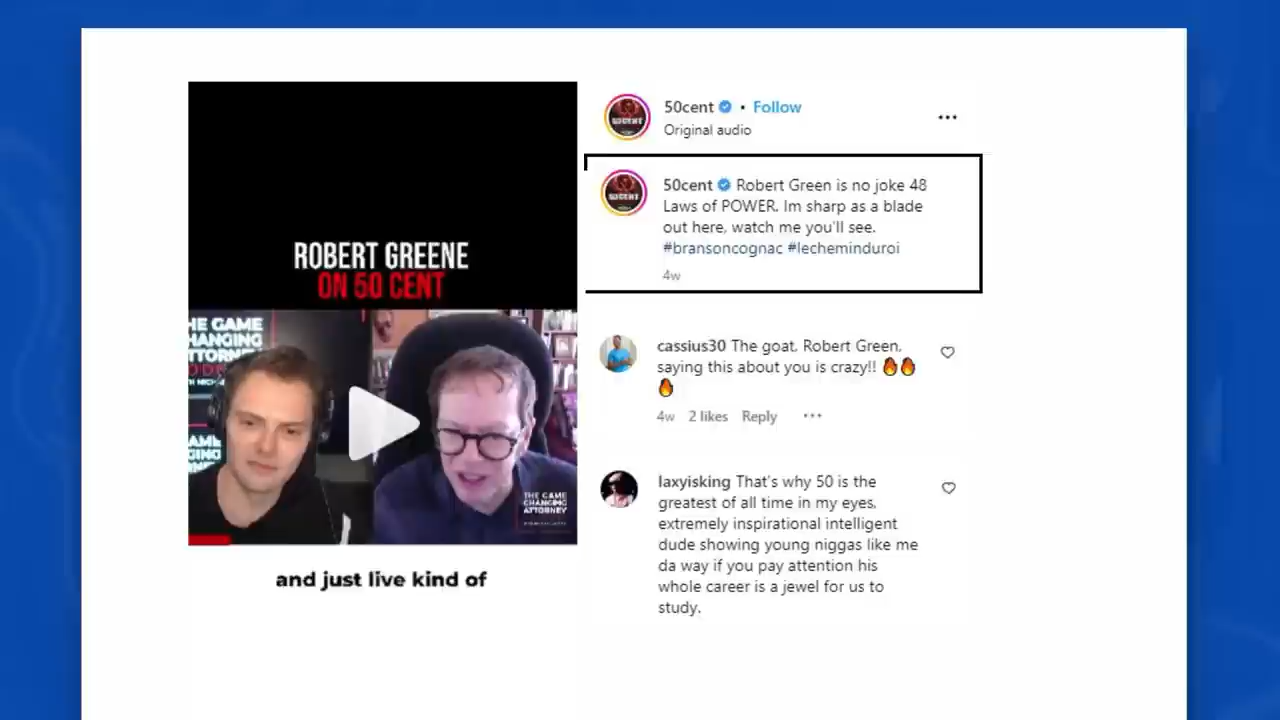 ROBERT GREENE
ON 50 CENT
THE GAME
CHANGING
ATTORNEY
and just live kind of
50cent • Follow
Original audio
50cent Robert Green is no joke 48
Laws of POWER. Im sharp as a blade
out here, watch me you'll see.
#bransoncognac #lecheminduroi
4w
cassius30 The goat, Robert Green,
saying this about you is crazy!! 🔥🔥
🔥
4w 2 likes Reply ...
laxyisking That's why 50 is the
greatest of all time in my eyes,
extremely inspirational intelligent
dude showing young niggas like me
da way if you pay attention his
whole career is a jewel for us to
study.